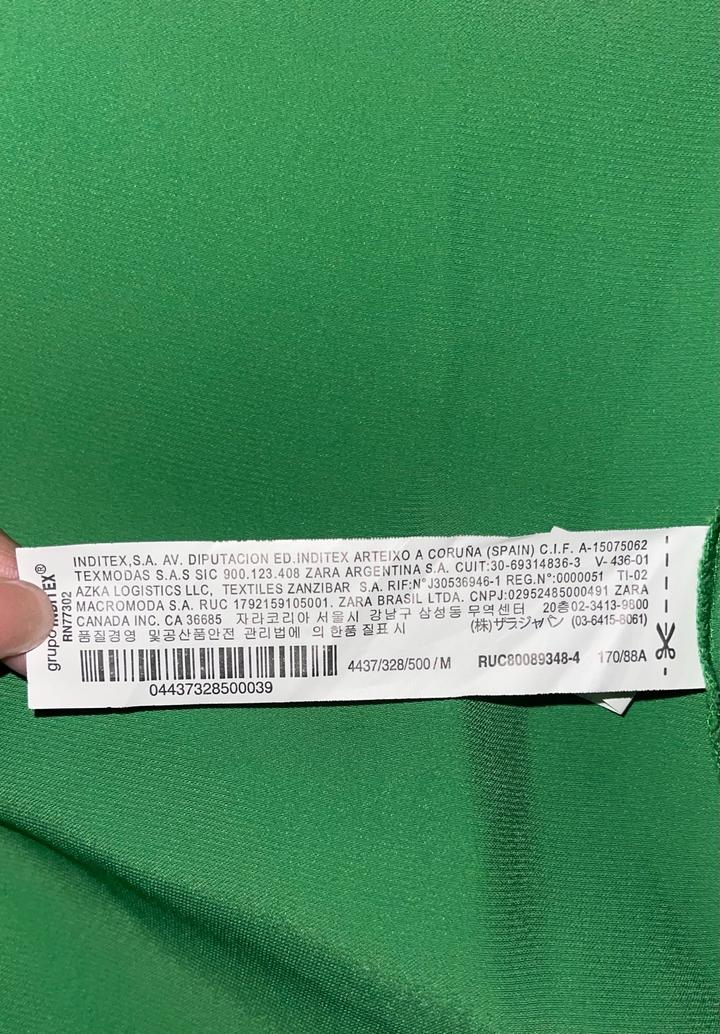 INDITEX,S.A. AV. DIPUTACION ED.INDITEX ARTEIXO A CORUÑA (SPAIN) C.I.F. A-15075062
TEXMODAS S.A.S SIC 900.123.408 ZARA ARGENTINA S.A. CUIT:30-69314836-3 V- 436-01
AZKA LOGISTICS LLC, TEXTILES ZANZIBAR S.A. RIF:N°J30536946-1 REG.N°:0000051 TI-02
MACROMODA S.A. RUC 1792159105001. ZARA BRASIL LTDA. CNPJ:02952485000491 ZARA
CANADA INC. CA 36685 자라코리아 서울시 강남구 삼성동 무역센터 20층02-3413-9800
품질경영 및공산품안전 관리법에 의한품질표시 (株)ザラジャパン (03-6415-8061)
4437/328/500 / M RUC80089348-4 170/88A
04437328500039
grupo INDITEX®
RN77302